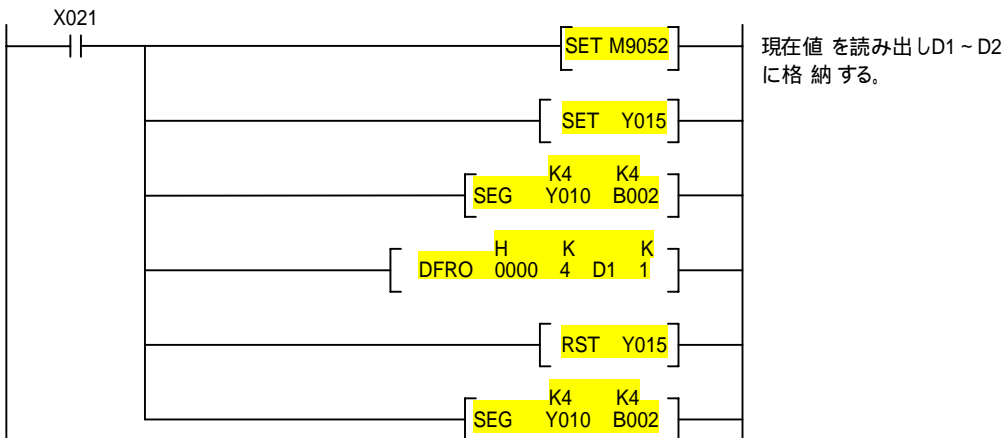 X021
SET M9052
現在値 を読み出しD1 ~ D2
に格 納 する。
SET Y015
K4 K4
SEG Y010 B002
H K K
DFRO 0000 4 D1 1
RST Y015
K4 K4
SEG Y010 B002